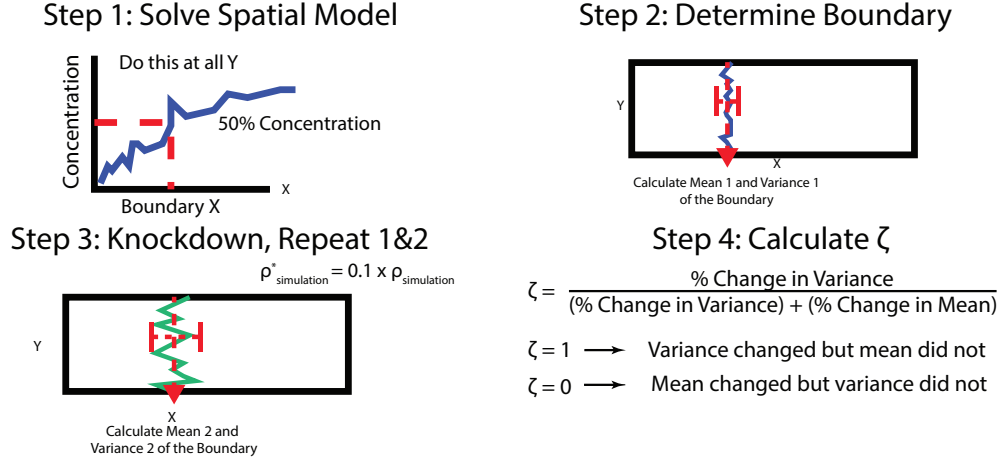 Step 1: Solve Spatial Model
Do this at all Y
Concentration
50% Concentration
X
Boundary X
Step 2: Determine Boundary
Y
X
Calculate Mean 1 and Variance 1
of the Boundary
Step 3: Knockdown, Repeat 1&2
ρ*simulation = 0.1 x ρsimulation
Y
X
Calculate Mean 2 and
Variance 2 of the Boundary
Step 4: Calculate ζ
ζ = % Change in Variance
(% Change in Variance) + (% Change in Mean)
ζ = 1 → Variance changed but mean did not
ζ = 0 → Mean changed but variance did not